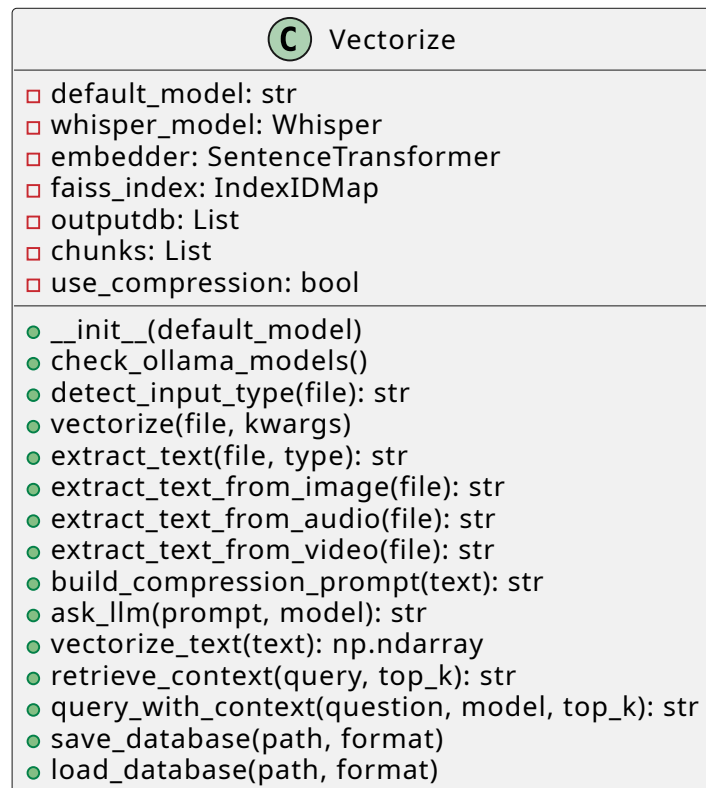 C Vectorize
default_model: str
whisper_model: Whisper
embedder: SentenceTransformer
faiss_index: IndexIDMap
outputdb: List
chunks: List
use_compression: bool
__init__(default_model)
check_ollama_models()
detect_input_type(file): str
vectorize(file, kwargs)
extract_text(file, type): str
extract_text_from_image(file): str
extract_text_from_audio(file): str
extract_text_from_video(file): str
build_compression_prompt(text): str
ask_llm(prompt, model): str
vectorize_text(text): np.ndarray
retrieve_context(query, top_k): str
query_with_context(question, model, top_k): str
save_database(path, format)
load_database(path, format)